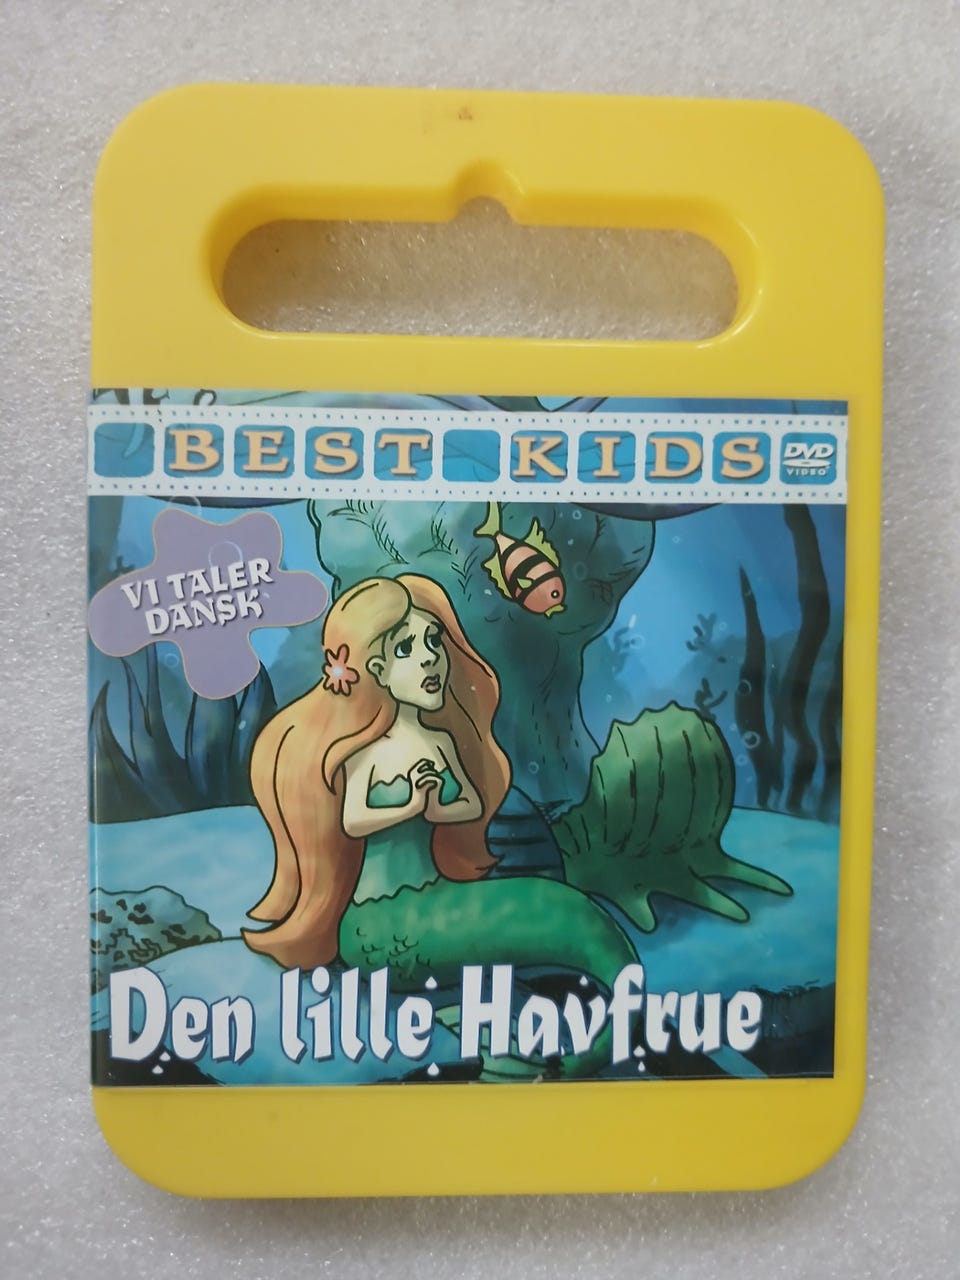 BEST KIDS
DVD
VIDEO
VI TALER
DANSK
Den lille Havfrue